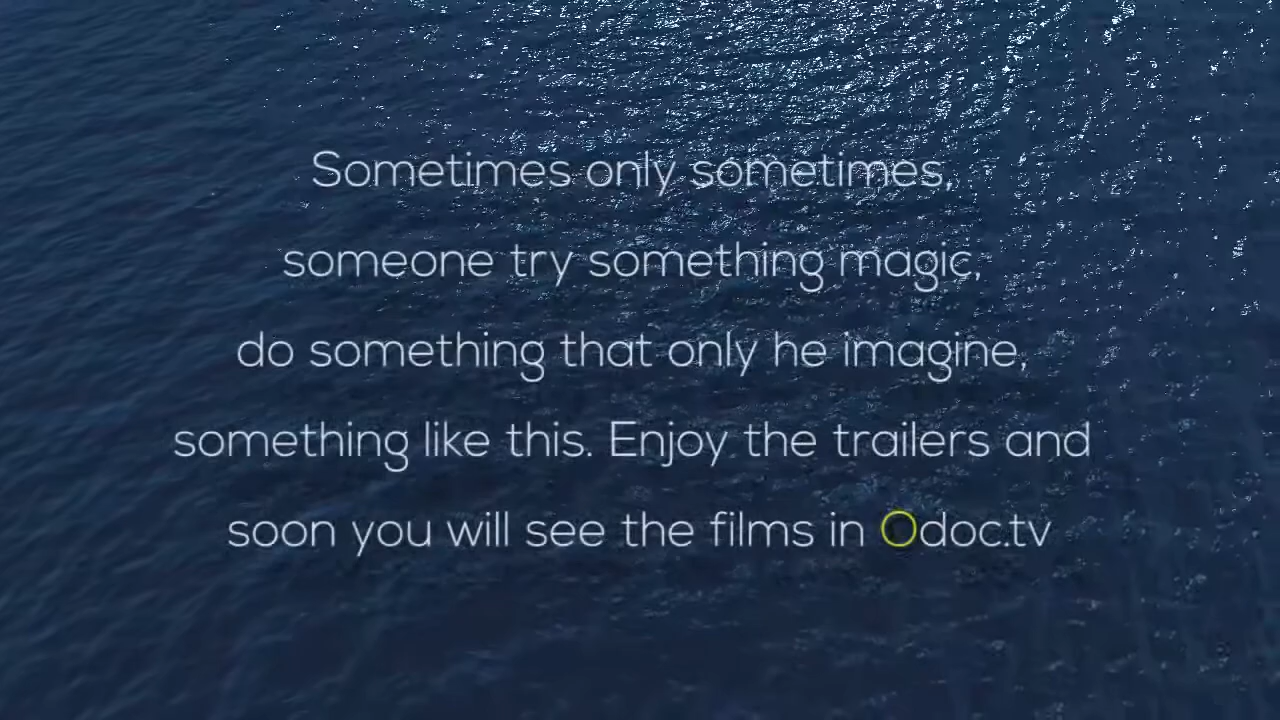 Sometimes only sometimes,
someone try something magic,
do something that only he imagine,
something like this. Enjoy the trailers and
soon you will see the films in Odoc.tv